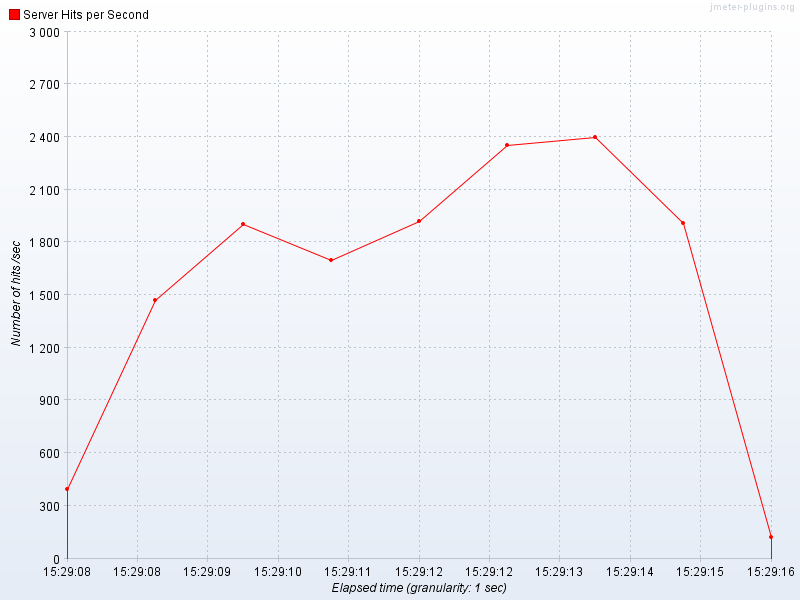 jmeter-plugins.org
Server Hits per Second
3 000
2 700
2 400
2 100
1 800
1 500
1 200
900
600
300
0
Number of hits /sec
15:29:08 15:29:08 15:29:09 15:29:10 15:29:11 15:29:12 15:29:12 15:29:13 15:29:14 15:29:15 15:29:16
Elapsed time (granularity: 1 sec)